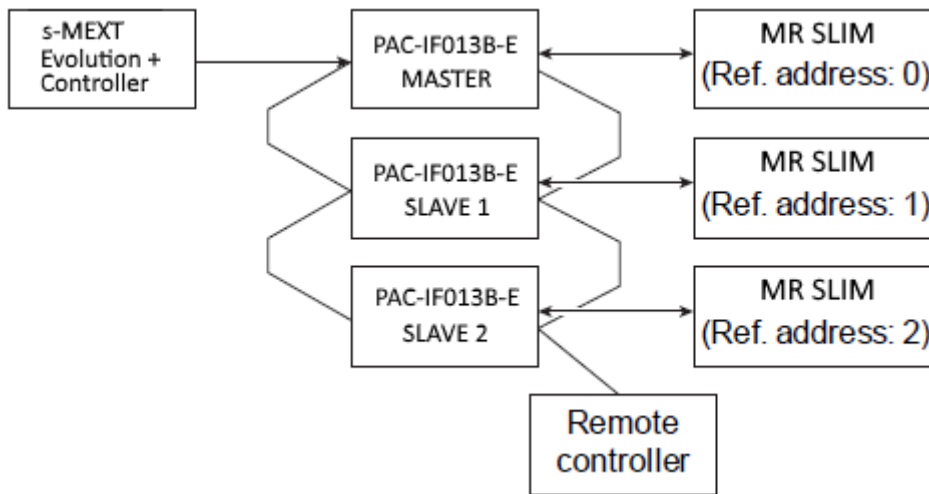 s-MEXT
Evolution +
Controller
PAC-IF013B-E
MASTER
MR SLIM
(Ref. address: 0)
PAC-IF013B-E
SLAVE 1
MR SLIM
(Ref. address: 1)
PAC-IF013B-E
SLAVE 2
MR SLIM
(Ref. address: 2)
Remote
controller